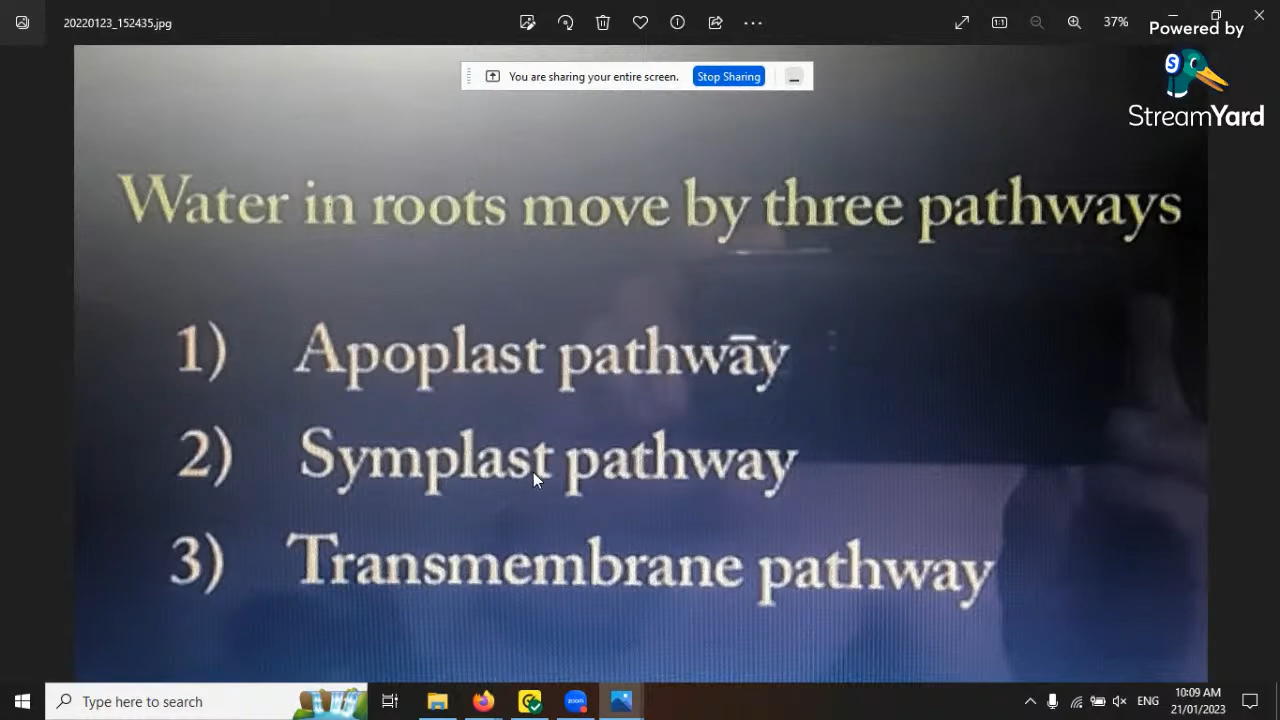 20220123_152435.jpg
37%
Powered by
S
StreamYard
You are sharing your entire screen.
Stop Sharing
Water in roots move by three pathways
1) Apoplast pathway
2) Symplast pathway
3) Transmembrane pathway
Type here to search
zoom
ENG
10:09 AM
21/01/2023